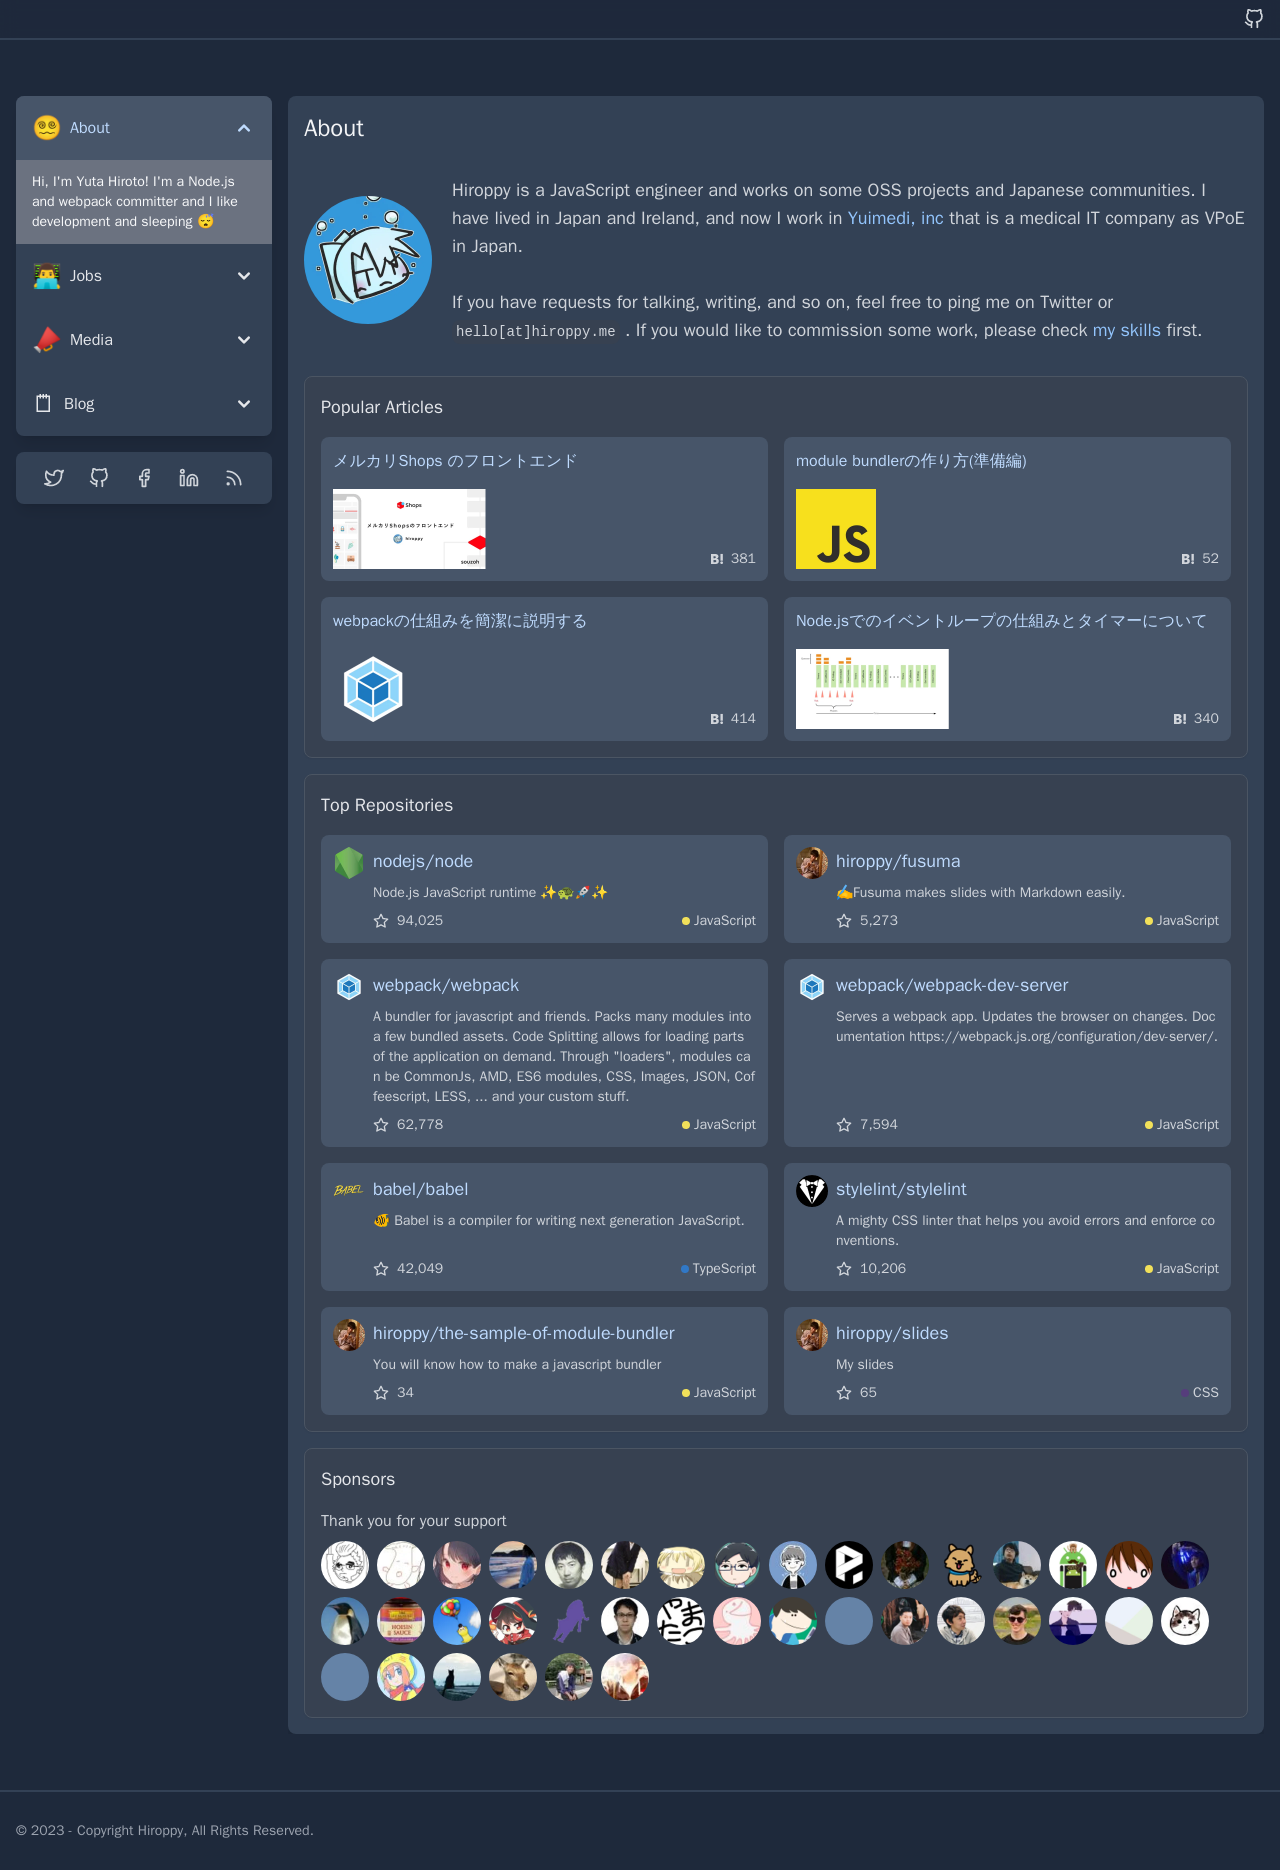 About
Hi, I'm Yuta Hiroto! I'm a Node.js
and webpack committer and I like
development and sleeping 😴
Jobs
Media
Blog
About
Hiroppy is a JavaScript engineer and works on some OSS projects and Japanese communities. I
have lived in Japan and Ireland, and now I work in Yuimedi, inc that is a medical IT company as VPoE
in Japan.
If you have requests for talking, writing, and so on, feel free to ping me on Twitter or
hello[at]hiroppy.me . If you would like to commission some work, please check my skills first.
Popular Articles
メルカリShops のフロントエンド
Shops
メルカリShopsのフロントエンド
hiroppy
souzoh
B! 381
module bundlerの作り方(準備編)
JS
B! 52
webpackの仕組みを簡潔に説明する
B! 414
Node.jsでのイベントループの仕組みとタイマーについて
B! 340
Top Repositories
nodejs/node
Node.js JavaScript runtime ✨🐢🚀✨
94,025
JavaScript
hiroppy/fusuma
✍️Fusuma makes slides with Markdown easily.
5,273
JavaScript
webpack/webpack
A bundler for javascript and friends. Packs many modules into
a few bundled assets. Code Splitting allows for loading parts
of the application on demand. Through "loaders", modules ca
n be CommonJs, AMD, ES6 modules, CSS, Images, JSON, Cof
feescript, LESS, ... and your custom stuff.
62,778
JavaScript
webpack/webpack-dev-server
Serves a webpack app. Updates the browser on changes. Doc
umentation https://webpack.js.org/configuration/dev-server/.
7,594
JavaScript
BABEL
babel/babel
🐠 Babel is a compiler for writing next generation JavaScript.
42,049
TypeScript
stylelint/stylelint
A mighty CSS linter that helps you avoid errors and enforce co
nventions.
10,206
JavaScript
hiroppy/the-sample-of-module-bundler
You will know how to make a javascript bundler
34
JavaScript
hiroppy/slides
My slides
65
CSS
Sponsors
Thank you for your support
HOISIN
SAUCE
© 2023 - Copyright Hiroppy, All Rights Reserved.